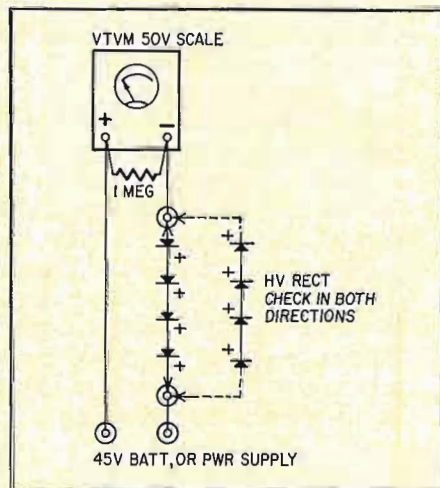 VTVM 50V SCALE
+ −
1 MEG
+ +
+ +
+ +
+ +
HV RECT
CHECK IN BOTH
DIRECTIONS
45V BATT, OR PWR SUPPLY